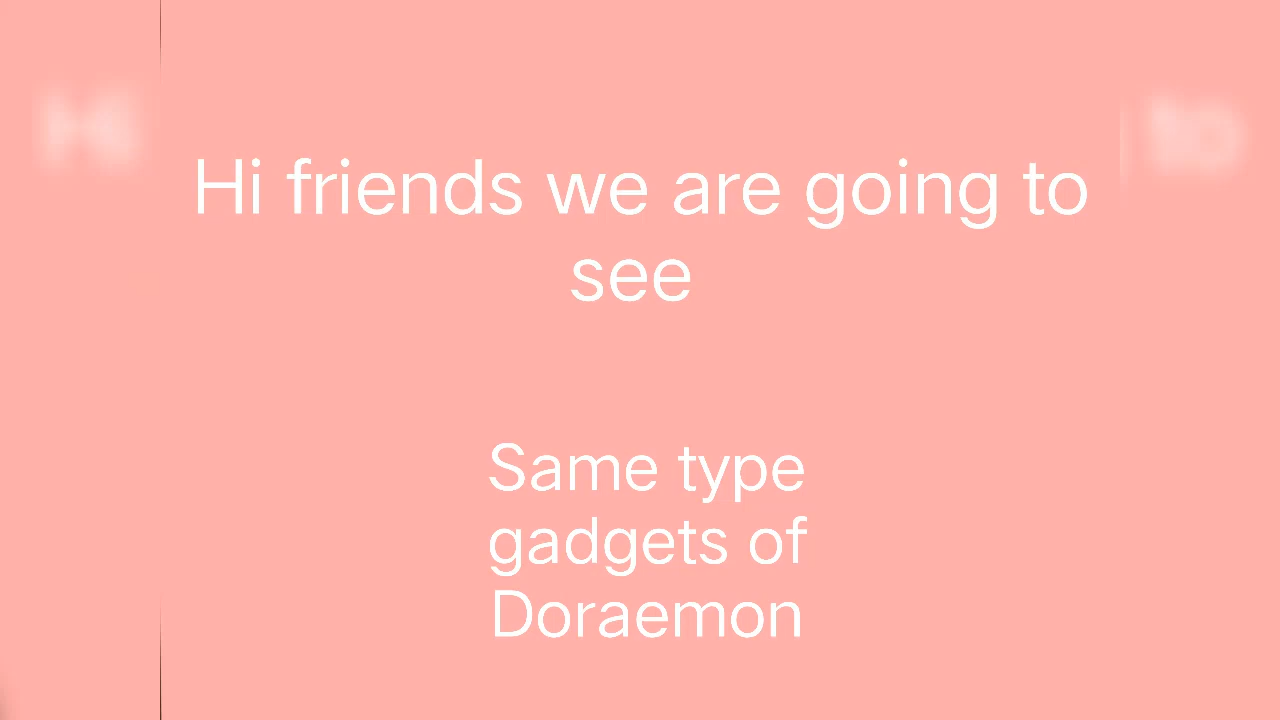 Hi friends we are going to
see
Same type
gadgets of
Doraemon